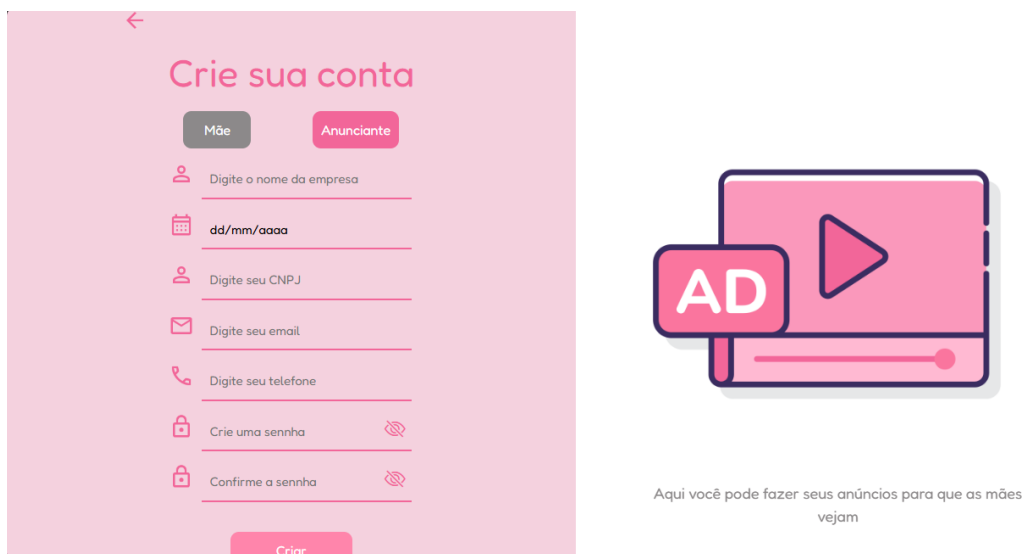 Crie sua conta
Mãe
Anunciante
Digite o nome da empresa
dd/mm/aaaa
Digite seu CNPJ
Digite seu email
Digite seu telefone
Crie uma sennha
Confirme a sennha
Criar
AD
Aqui você pode fazer seus anúncios para que as mães
vejam